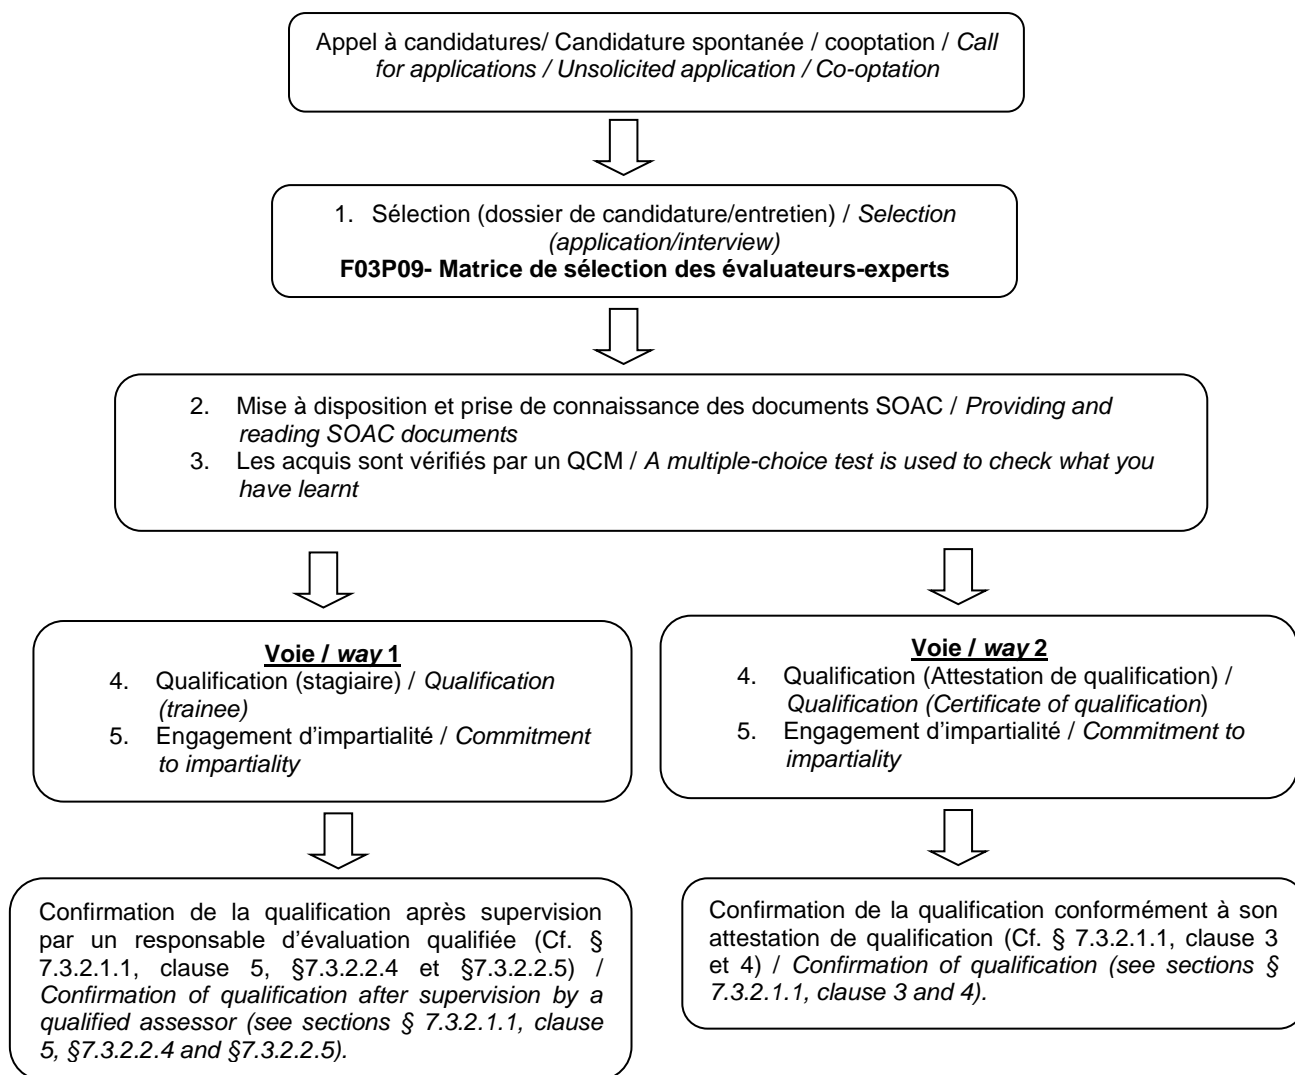 Appel à candidatures/ Candidature spontanée / cooptation / Call
for applications / Unsolicited application / Co-optation
1. Sélection (dossier de candidature/entretien) / Selection
(application/interview)
F03P09- Matrice de sélection des évaluateurs-experts
2. Mise à disposition et prise de connaissance des documents SOAC / Providing and
reading SOAC documents
3. Les acquis sont vérifiés par un QCM / A multiple-choice test is used to check what you
have learnt
Voie / way 1
4. Qualification (stagiaire) / Qualification
(trainee)
5. Engagement d’impartialité / Commitment
to impartiality
Voie / way 2
4. Qualification (Attestation de qualification) /
Qualification (Certificate of qualification)
5. Engagement d’impartialité / Commitment to
impartiality
Confirmation de la qualification après supervision
par un responsable d’évaluation qualifiée (Cf. §
7.3.2.1.1, clause 5, §7.3.2.2.4 et §7.3.2.2.5) /
Confirmation of qualification after supervision by a
qualified assessor (see sections § 7.3.2.1.1, clause
5, §7.3.2.2.4 and §7.3.2.2.5).
Confirmation de la qualification conformément à son
attestation de qualification (Cf. § 7.3.2.1.1, clause 3
et 4) / Confirmation of qualification (see sections §
7.3.2.1.1, clause 3 and 4).